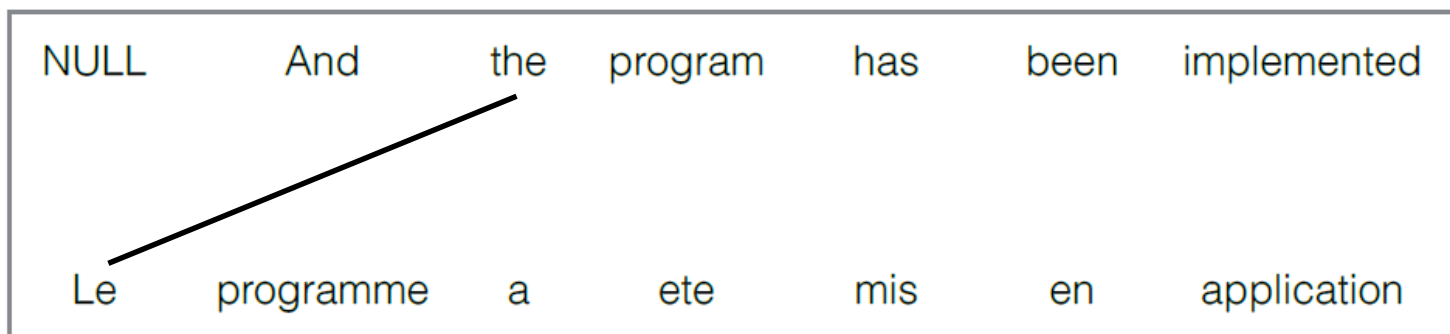 NULL And the program has been implemented
Le programme a ete mis en application